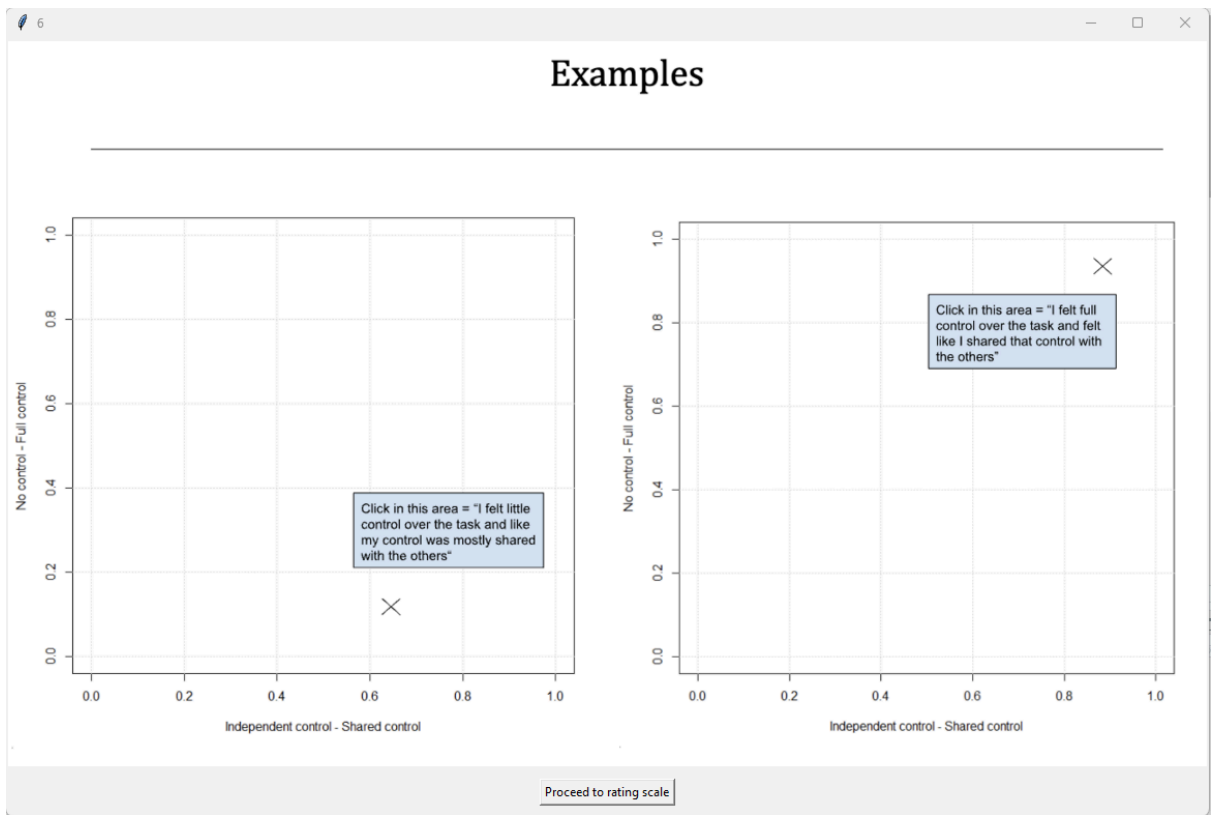 6
Examples
1.0
0.8
0.6
0.4
0.2
0.0
No control - Full control
Click in this area = “I felt little
control over the task and like
my control was mostly shared
with the others“
0.0 0.2 0.4 0.6 0.8 1.0
Independent control - Shared control
1.0
0.8
0.6
0.4
0.2
0.0
No control - Full control
Click in this area = “I felt full
control over the task and felt
like I shared that control with
the others”
0.0 0.2 0.4 0.6 0.8 1.0
Independent control - Shared control
Proceed to rating scale